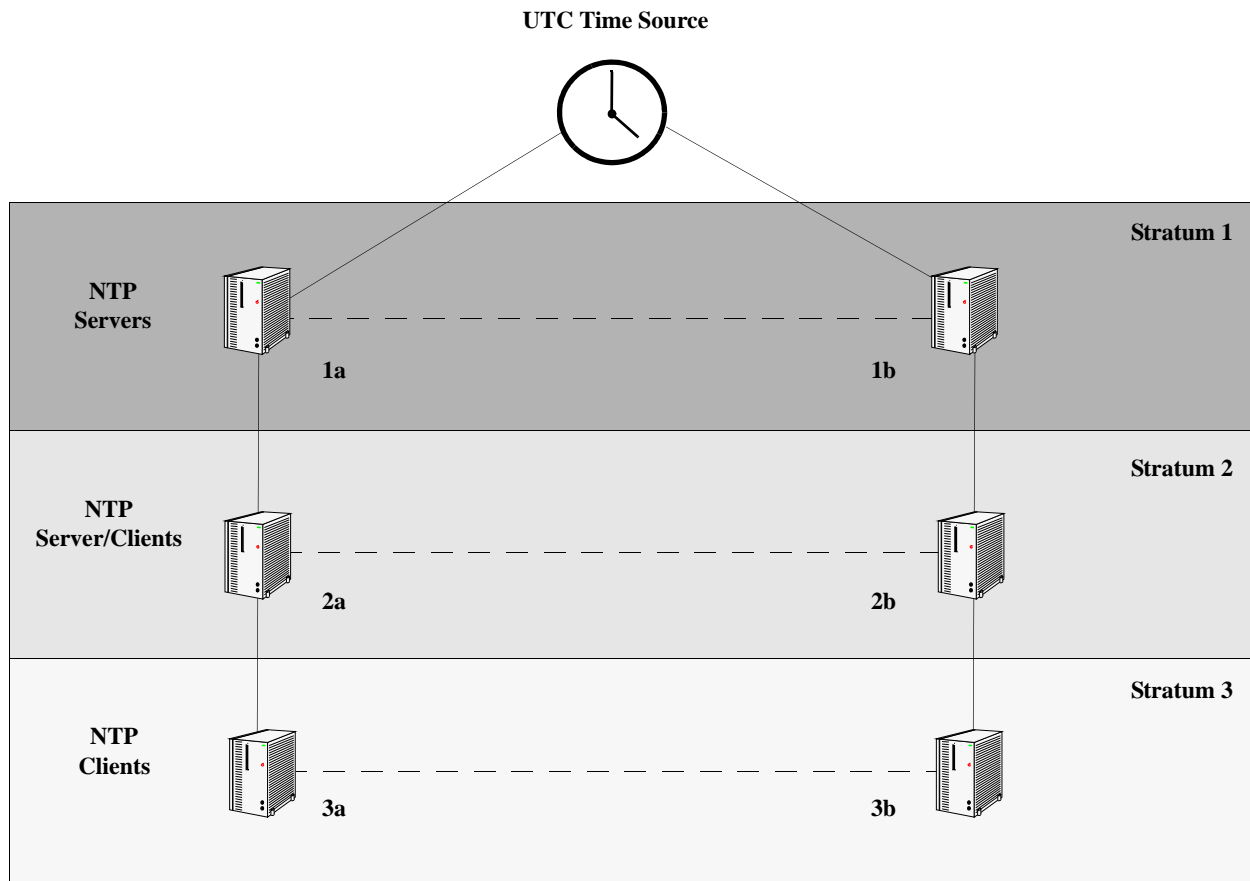 UTC Time Source
Stratum 1
NTP
Servers
1a
1b
Stratum 2
NTP
Server/Clients
2a
2b
Stratum 3
NTP
Clients
3a
3b